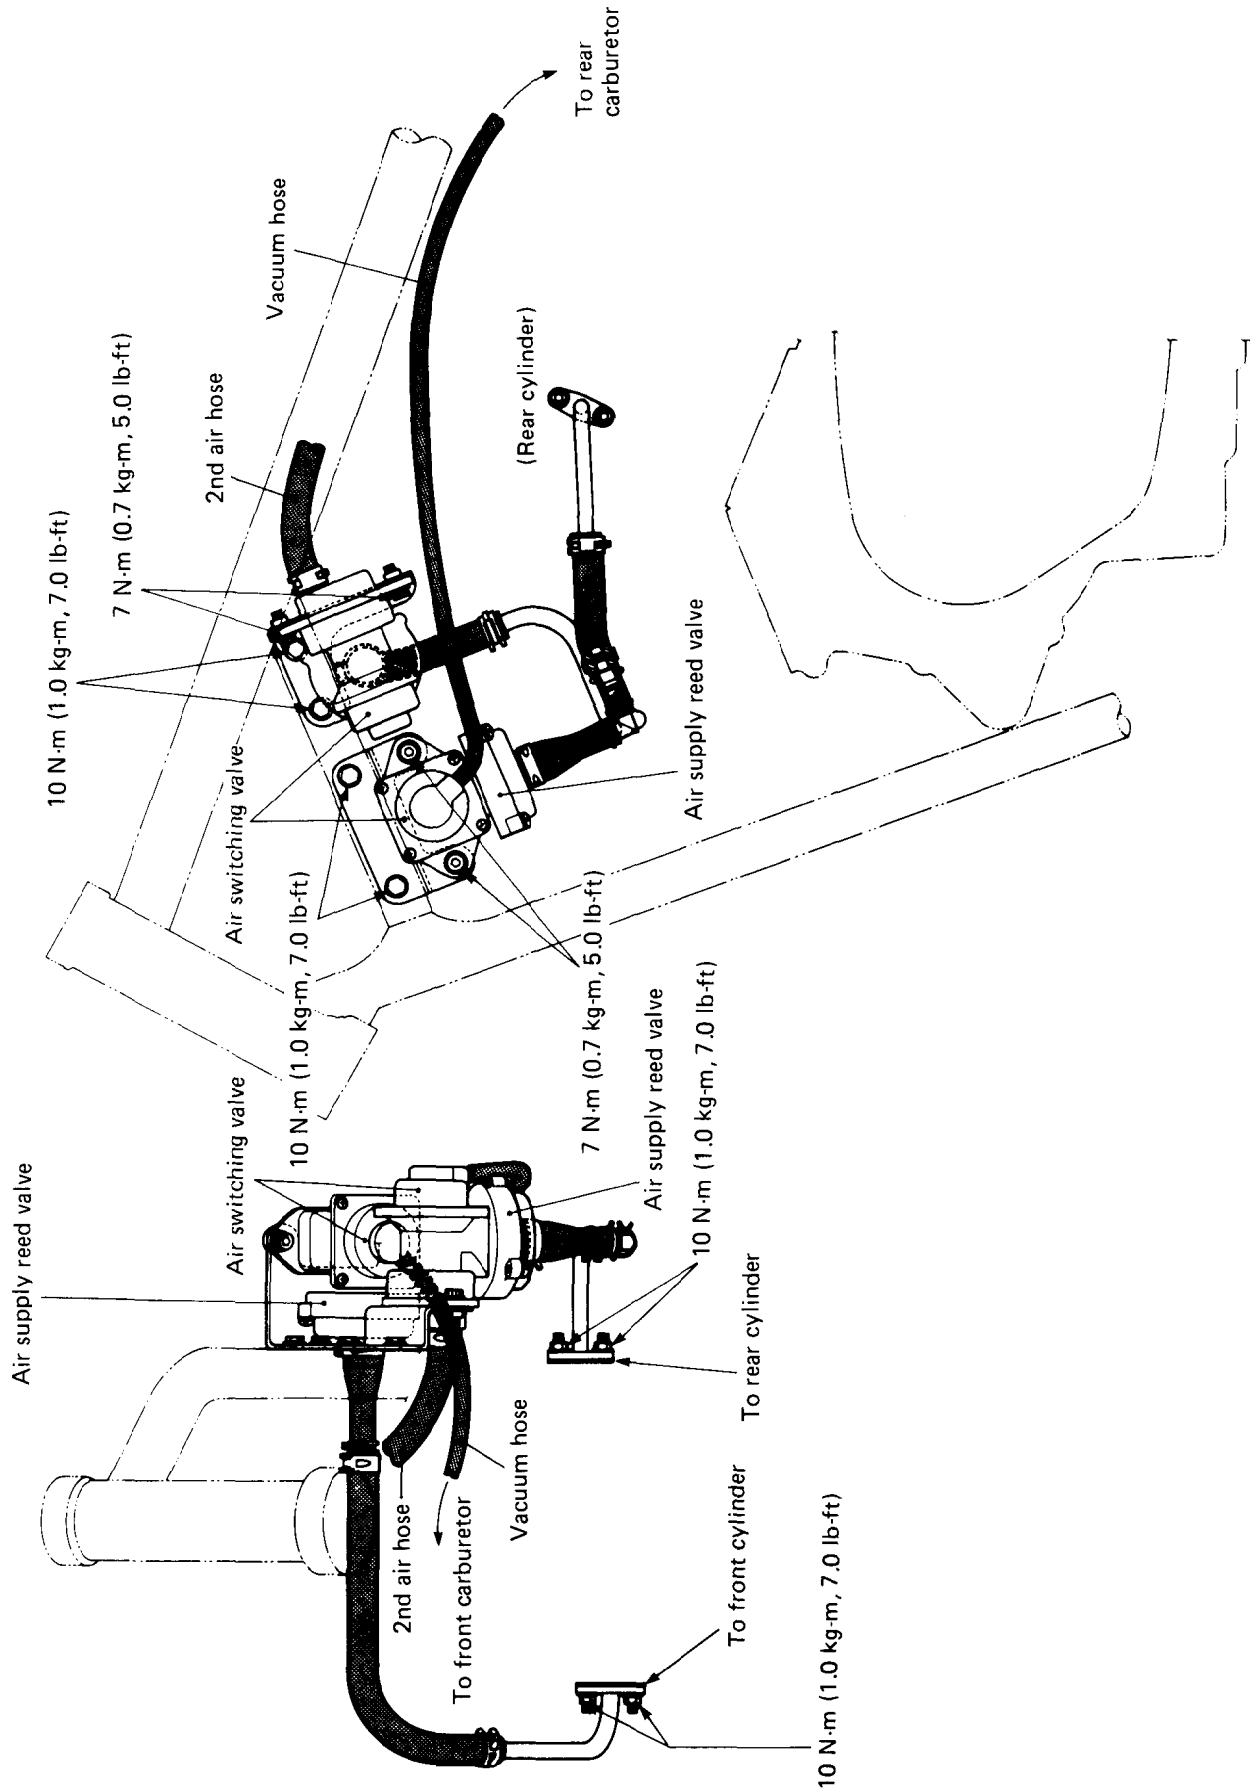 Air supply reed valve
Air switching valve
10 N·m (1.0 kg-m, 7.0 lb-ft)
Air switching valve
10 N·m (1.0 kg-m, 7.0 lb-ft)
7 N·m (0.7 kg-m, 5.0 lb-ft)
2nd air hose
Vacuum hose
To rear
carburetor
(Rear cylinder)
Air supply reed valve
7 N·m (0.7 kg-m, 5.0 lb-ft)
Air supply reed valve
10 N·m (1.0 kg-m, 7.0 lb-ft)
2nd air hose
To front carburetor
Vacuum hose
To rear cylinder
To front cylinder
10 N·m (1.0 kg-m, 7.0 lb-ft)